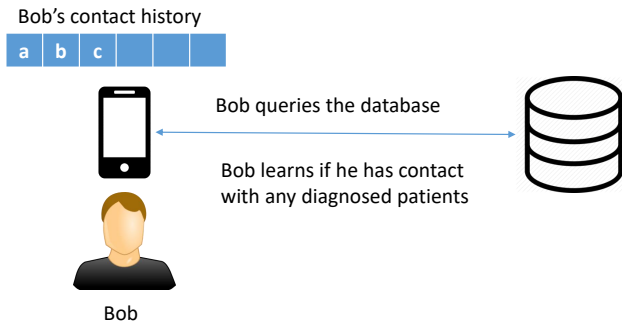 Bob’s contact history
a b c
Bob queries the database
Bob learns if he has contact
with any diagnosed patients
Bob